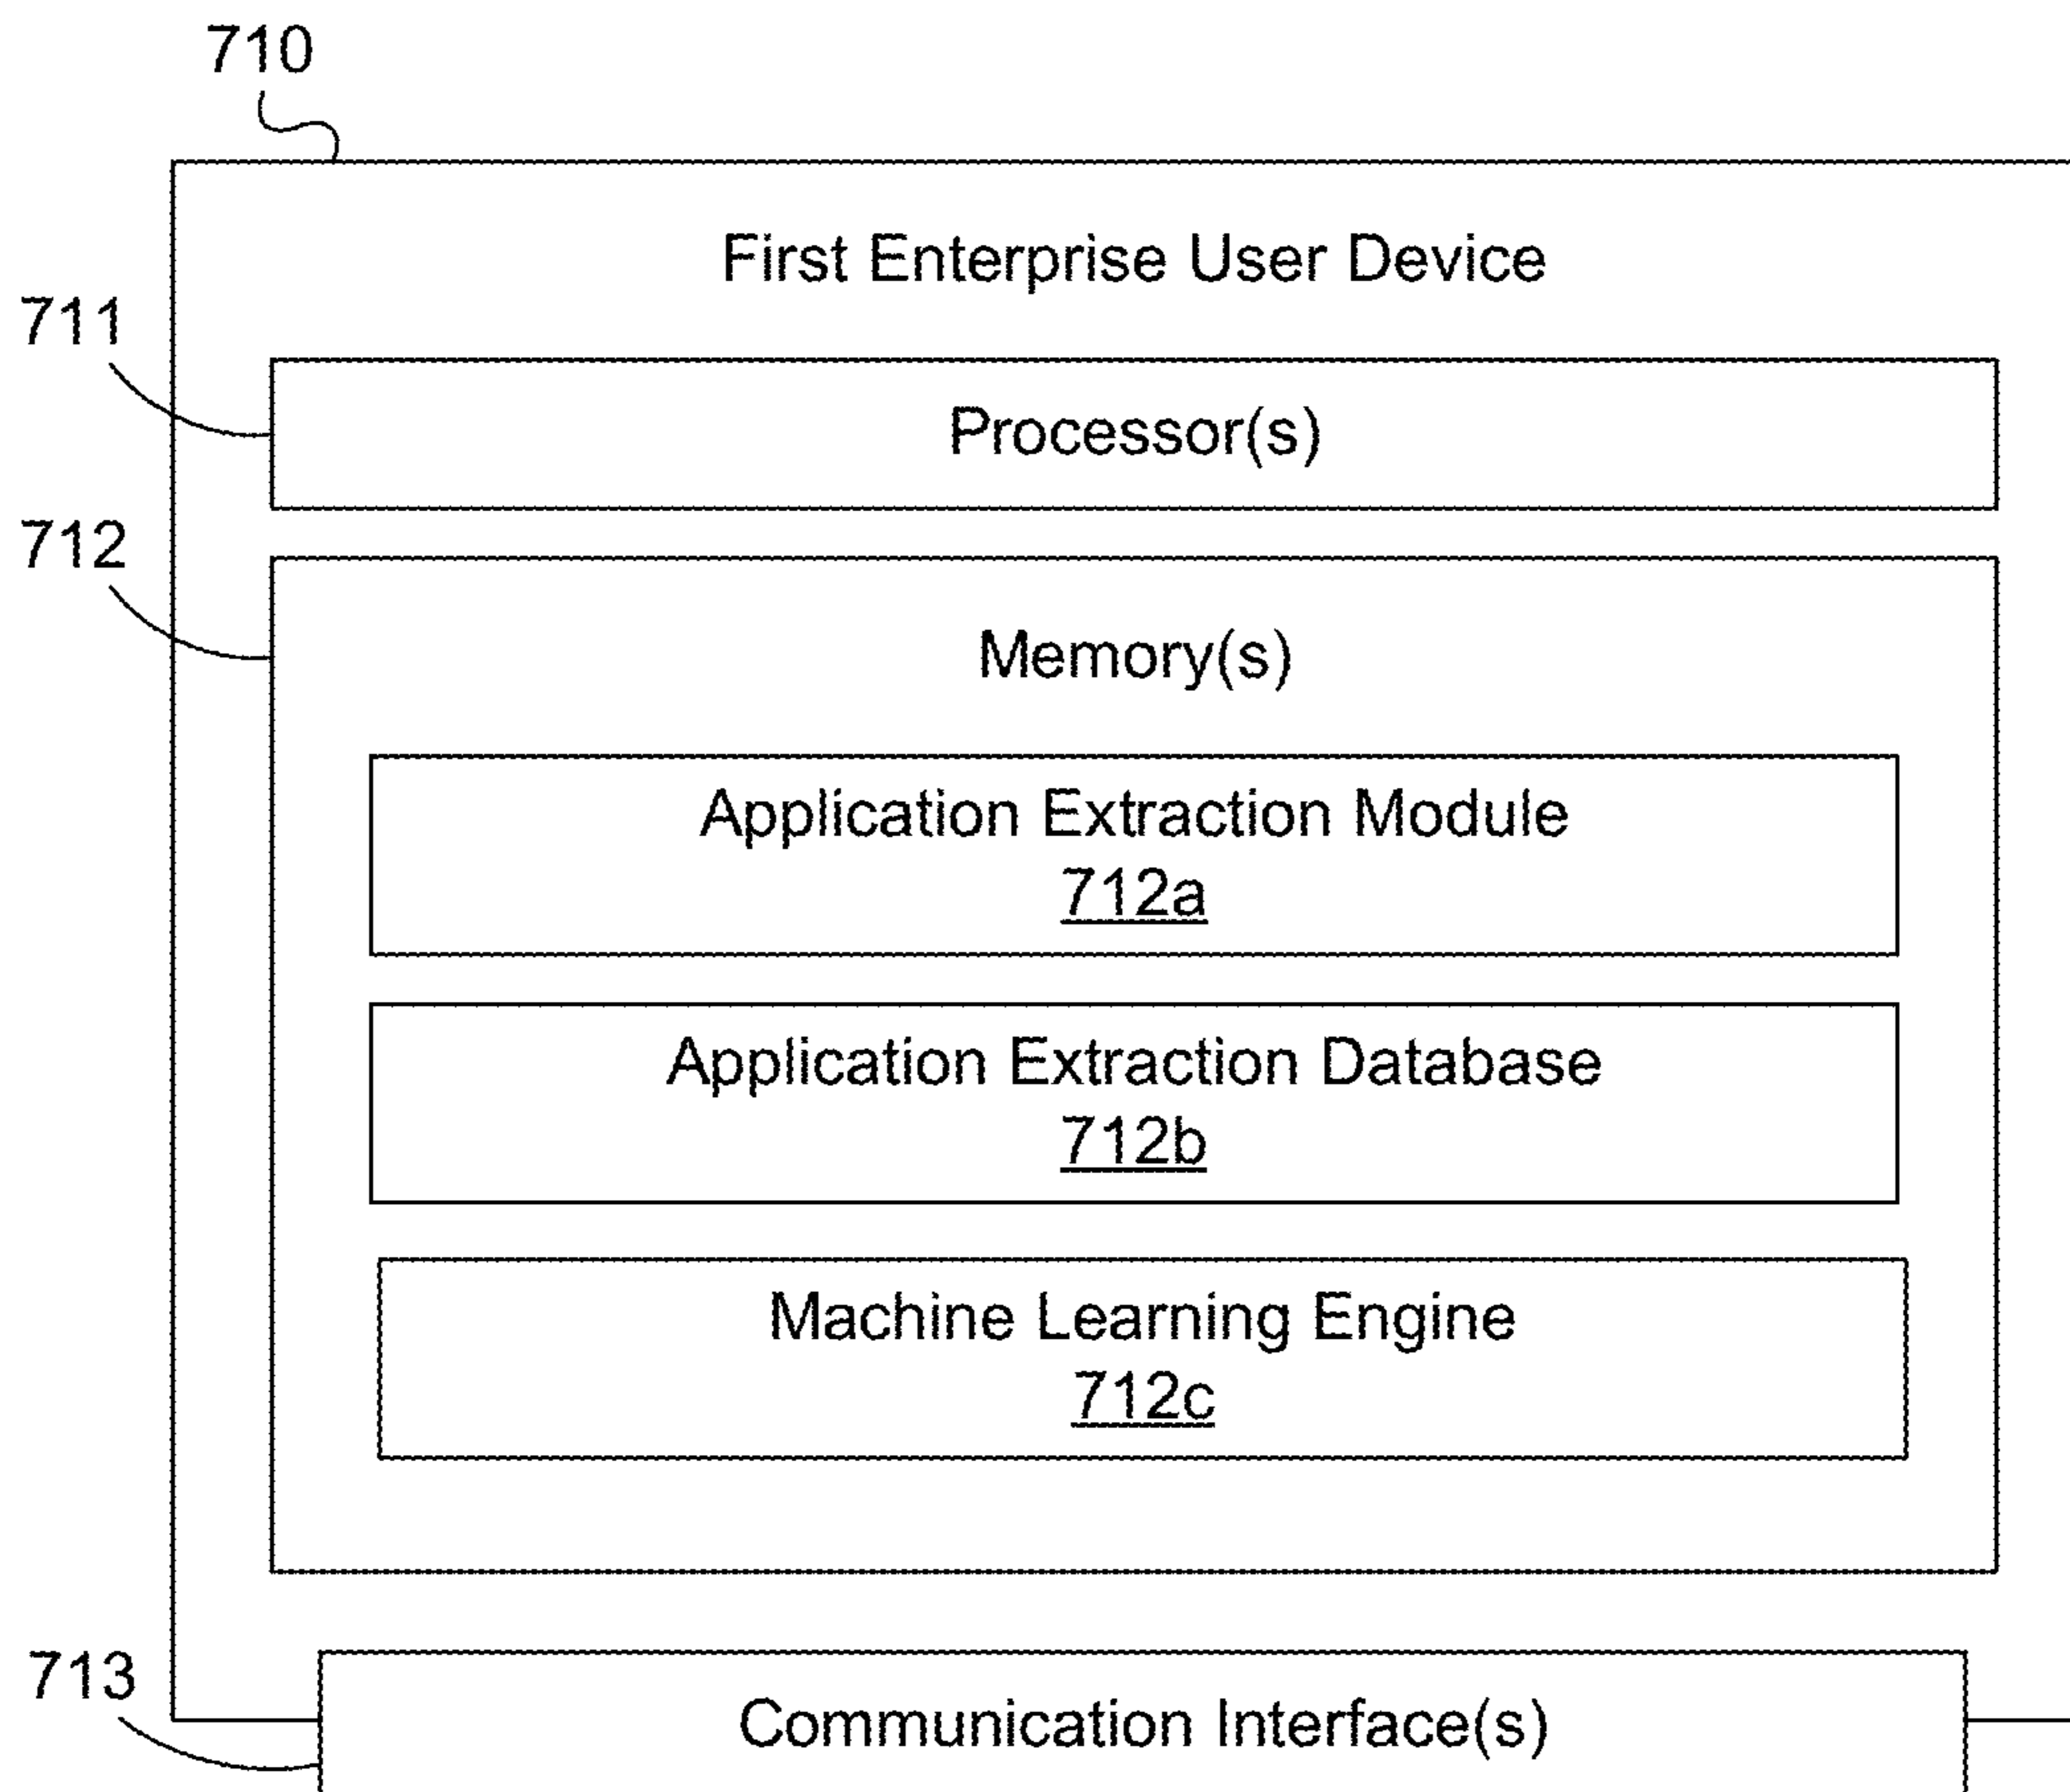 710
First Enterprise User Device
711
Processor(s)
712
Memory(s)
Application Extraction Module
712a
Application Extraction Database
712b
Machine Learning Engine
712c
713
Communication Interface(s)